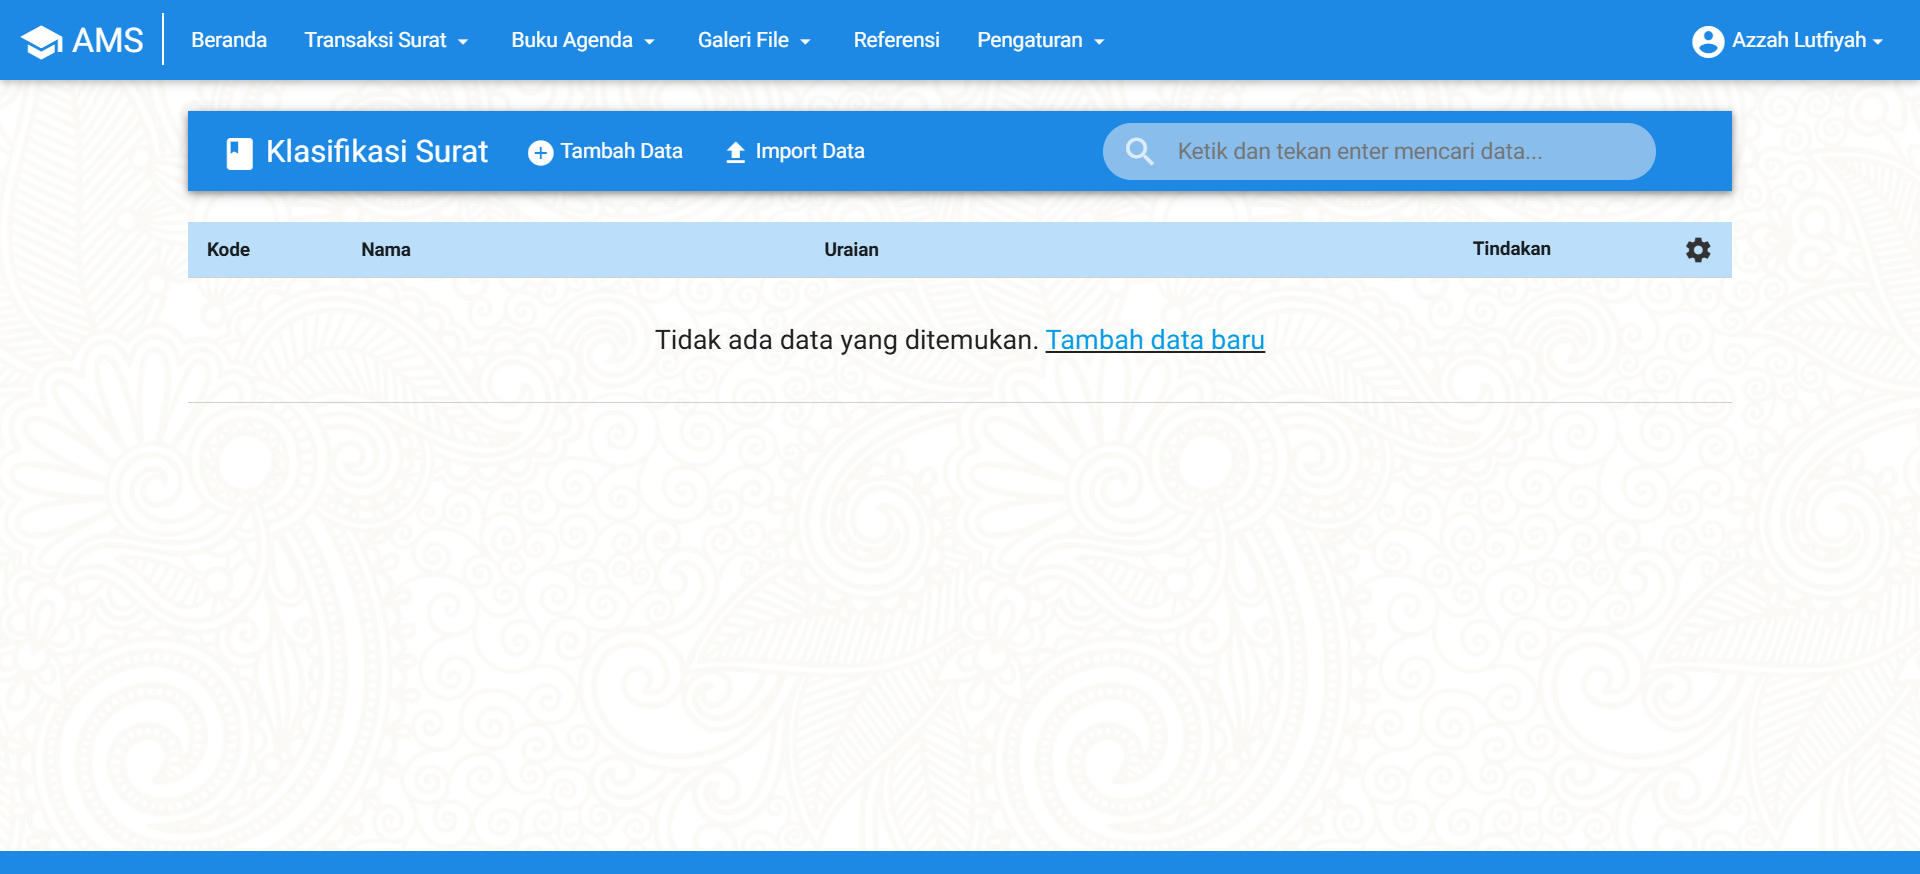 AMS Beranda Transaksi Surat Buku Agenda Galeri File Referensi Pengaturan Azzah Lutfiyah
Klasifikasi Surat Tambah Data Import Data Ketik dan tekan enter mencari data...
Kode Nama Uraian Tindakan
Tidak ada data yang ditemukan. Tambah data baru